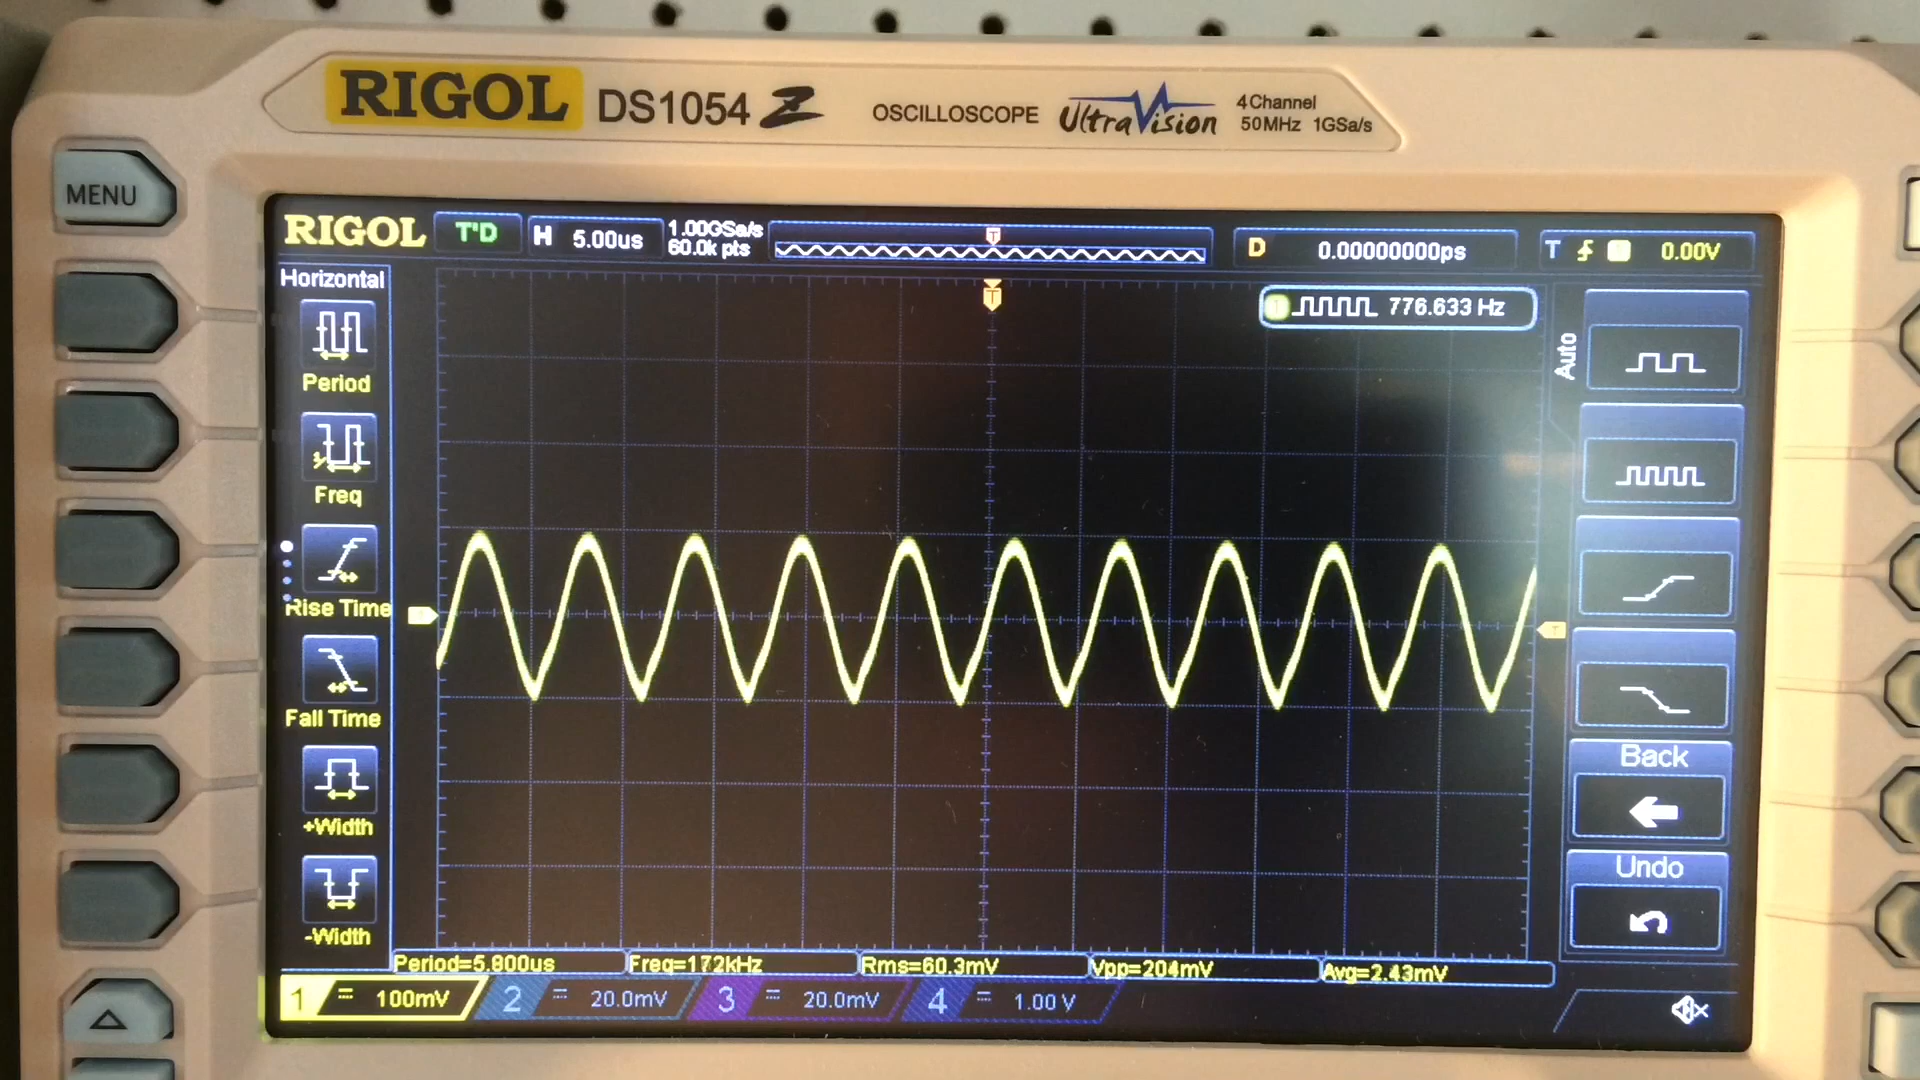 RIGOL DS1054 Z OSCILLOSCOPE UltraVision 4 Channel
50MHz 1GSa/s
MENU
RIGOL T'D H 5.00us 1.00GSa/s
60.0k pts
D 0.00000000ps T 0.00V
Horizontal
T
776.633 Hz
Auto
Period
Freq
Rise Time
Fall Time
+Width
-Width
T
Back
Undo
Period=5.800us Freq=172kHz Rms=60.3mV Vpp=204mV Avg=2.43mV
1 = 100mV 2 = 20.0mV 3 = 20.0mV 4 = 1.00 V